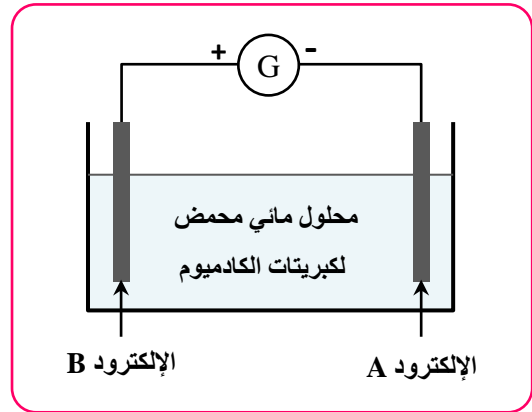 + G -
محلول مائي محمض
لكبريتات الكادميوم
الإلكترود B
الإلكترود A